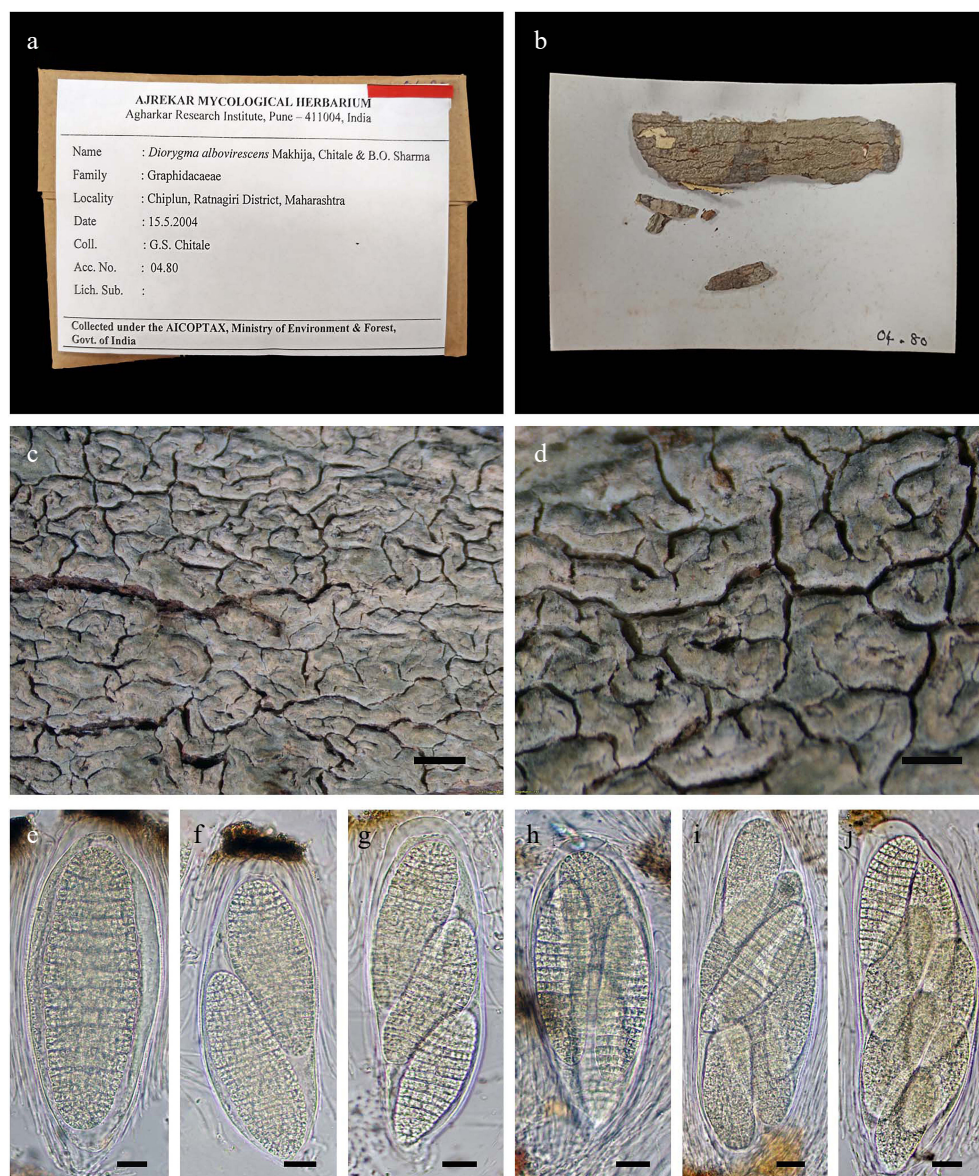 a
b
AJREKAR MYCOLOGICAL HERBARIUM
Agharkar Research Institute, Pune – 411004, India
Name : Diorygma albovirescens Makhija, Chitale & B.O. Sharma
Family : Graphidacaeae
Locality : Chiplun, Ratnagiri District, Maharashtra
Date : 15.5.2004
Coll. : G.S. Chitale
Acc. No. : 04.80
Lich. Sub. :
Collected under the AICOPTAX, Ministry of Environment & Forest,
Govt. of India
04.80
c
d
e
f
g
h
i
j